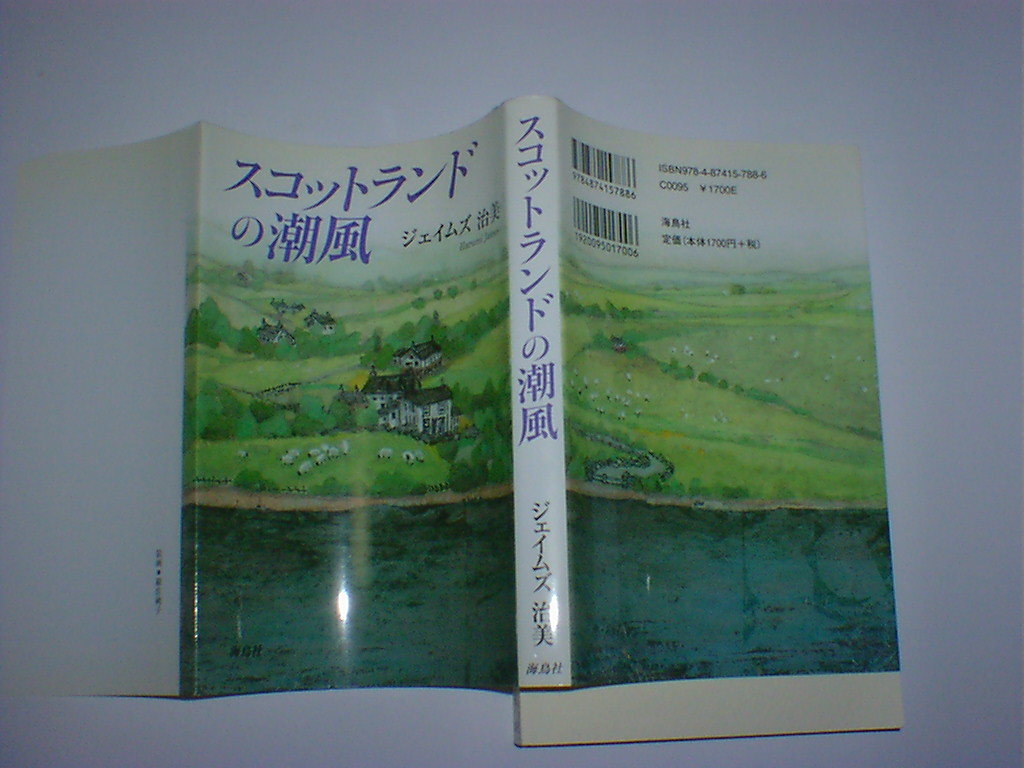 スコットランド
の潮風
ジェイムズ 治美
Harumi James
海鳥社
スコットランドの潮風
ジェイムズ 治美
海鳥社
9784874157886
ISBN978-4-87415-788-6
C0095 ¥1700E
1920095017006
海鳥社
定価(本体1700円+税)